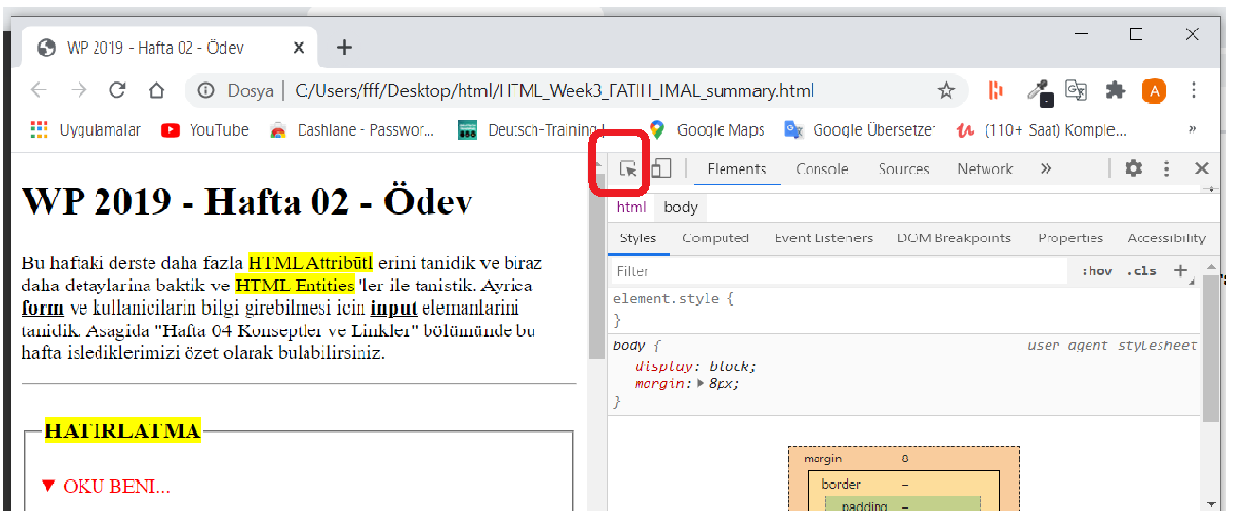 WP 2019 - Hafta 02 - Ödev
Dosya | C:/Users/fff/Desktop/html/HTML_Week3_FATIH_IMAL_summary.html
A
Uygulamalar YouTube Dashlane - Passwor... Deutsch-Training Google Maps Google Übersetzer (110+ Saat) Komple... »
Elements Console Sources Network »
html body
Styles Computed Event Listeners DOM Breakpoints Properties Accessibility
Filter :hov .cls +
element.style {
}
body { user agent stylesheet
display: block;
margin: 8px;
}
margin 8
border –
padding –
WP 2019 - Hafta 02 - Ödev
Bu haftaki derste daha fazla HTML Attribütl erini tanidik ve biraz
daha detaylarina baktik ve HTML Entities 'ler ile tanistik. Ayrica
form ve kullanicilarin bilgi girebilmesi icin input elemanlarini
tanidik. Asagida "Hafta 04 Konseptler ve Linkler" bölümünde bu
hafta islediklerimizi özet olarak bulabilirsiniz.
HATIRLATMA
▼ OKU BENI...